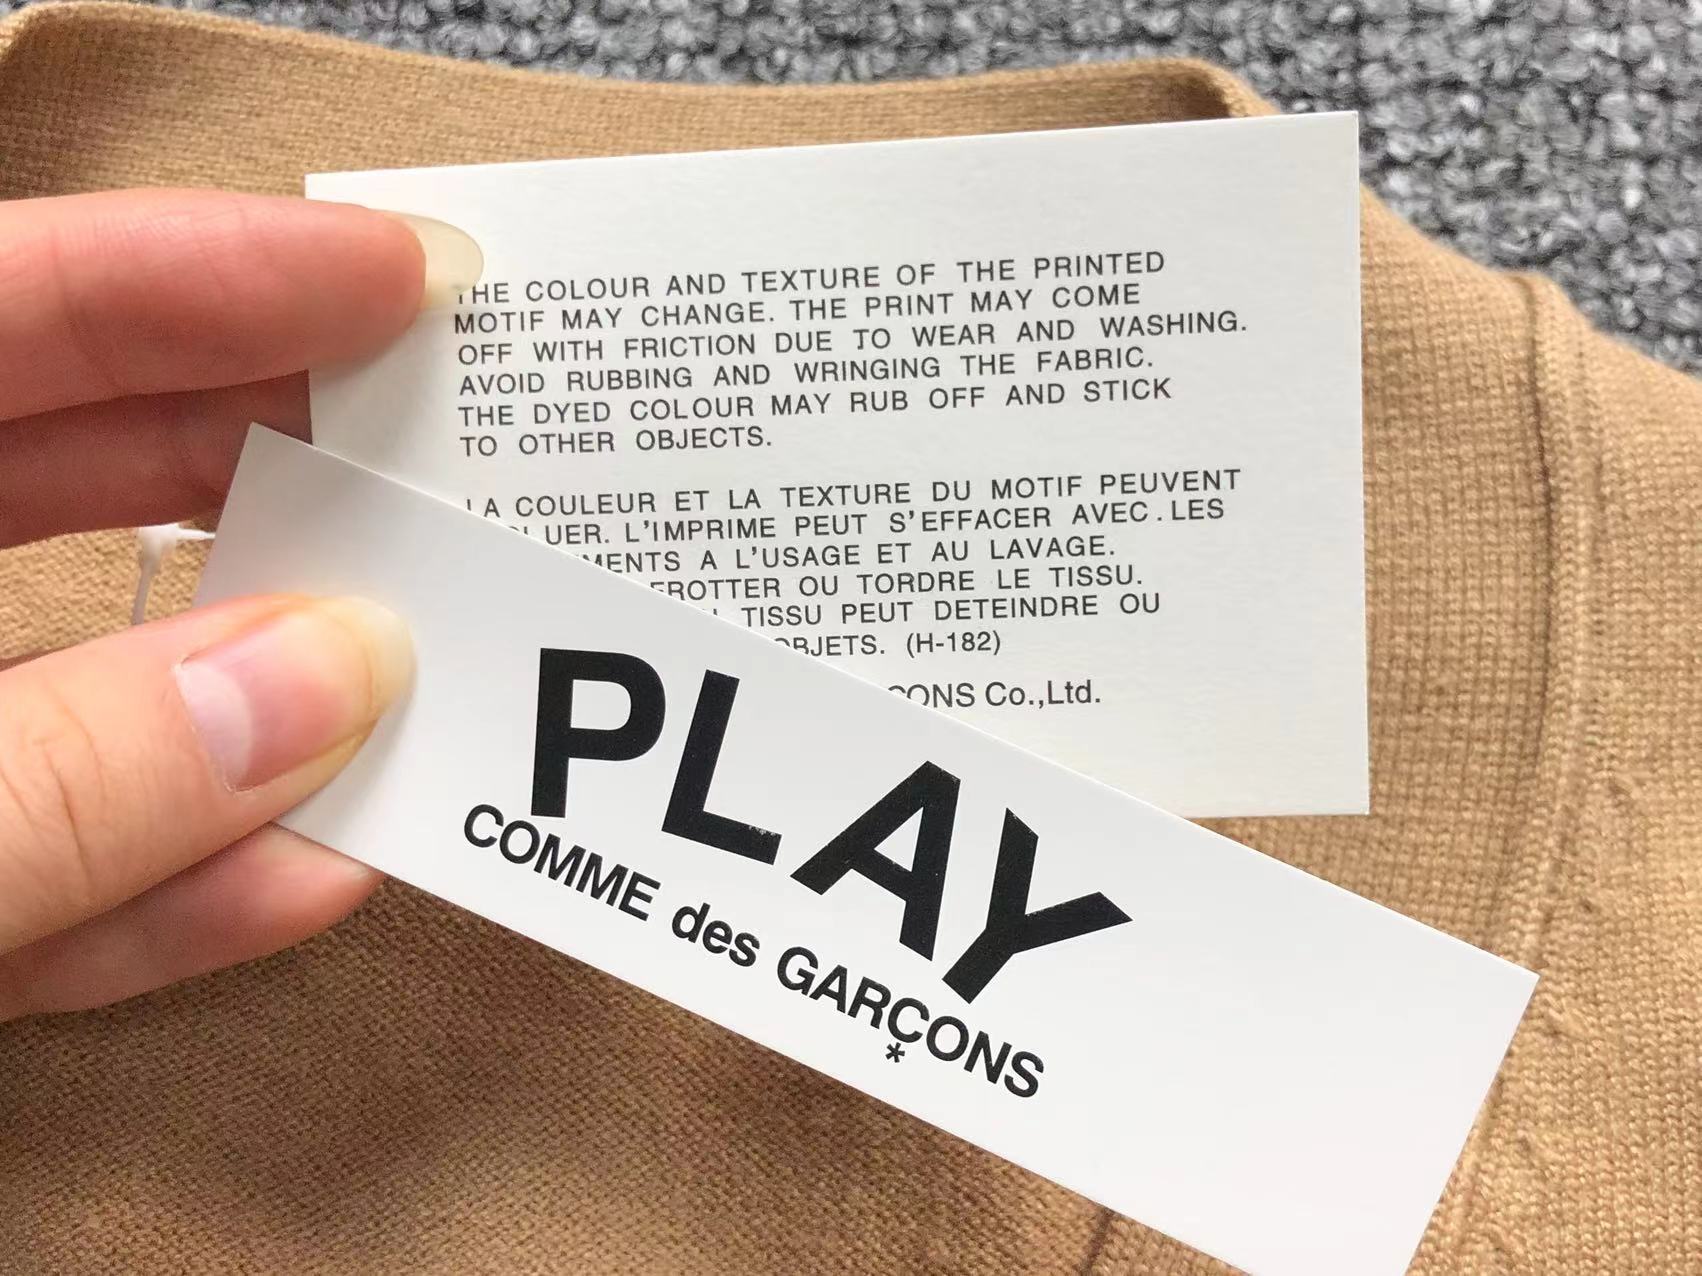 THE COLOUR AND TEXTURE OF THE PRINTED
MOTIF MAY CHANGE. THE PRINT MAY COME
OFF WITH FRICTION DUE TO WEAR AND WASHING.
AVOID RUBBING AND WRINGING THE FABRIC.
THE DYED COLOUR MAY RUB OFF AND STICK
TO OTHER OBJECTS.
LA COULEUR ET LA TEXTURE DU MOTIF PEUVENT
L'IMPRIME PEUT S'EFFACER AVEC.LES
A L'USAGE ET AU LAVAGE.
FROTTER OU TORDRE LE TISSU.
TISSU PEUT DETEINDRE OU
(H-182)
Co.,Ltd.
PLAY
COMME des GARÇONS
*